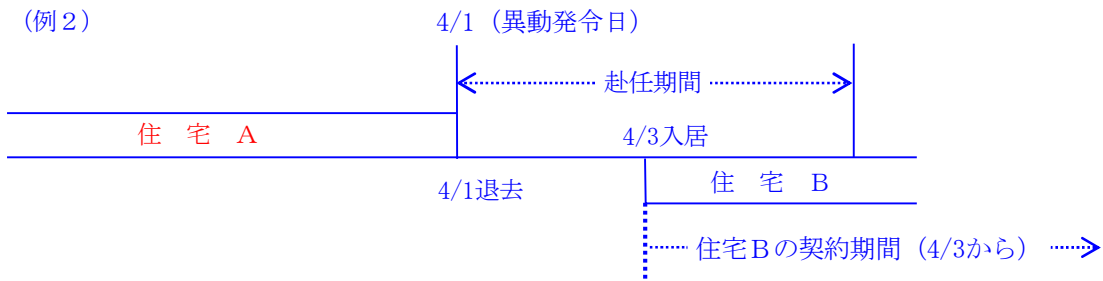 (例２)
4/1（異動発令日）
赴任期間
住　宅　Ａ
4/3入居
4/1退去
住　宅　Ｂ
住宅Ｂの契約期間（4/3から）